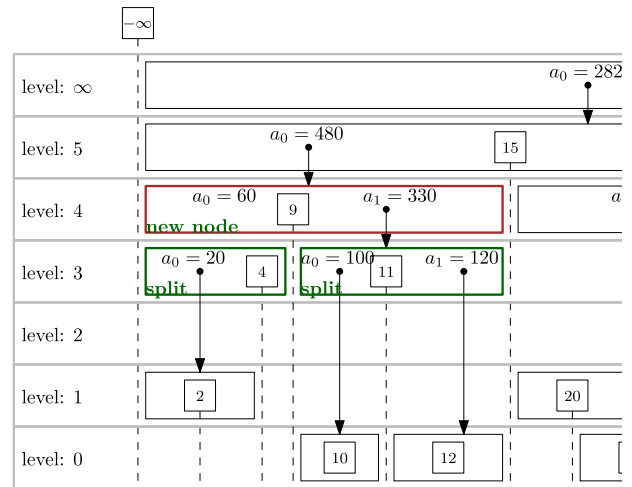 −∞
level: ∞ a₀ = 282
level: 5 a₀ = 480 15
level: 4 a₀ = 60 9 a₁ = 330 a
new node
level: 3 a₀ = 20 4 a₀ = 100 11 a₁ = 120
split split
level: 2
level: 1 2 20
level: 0 10 12